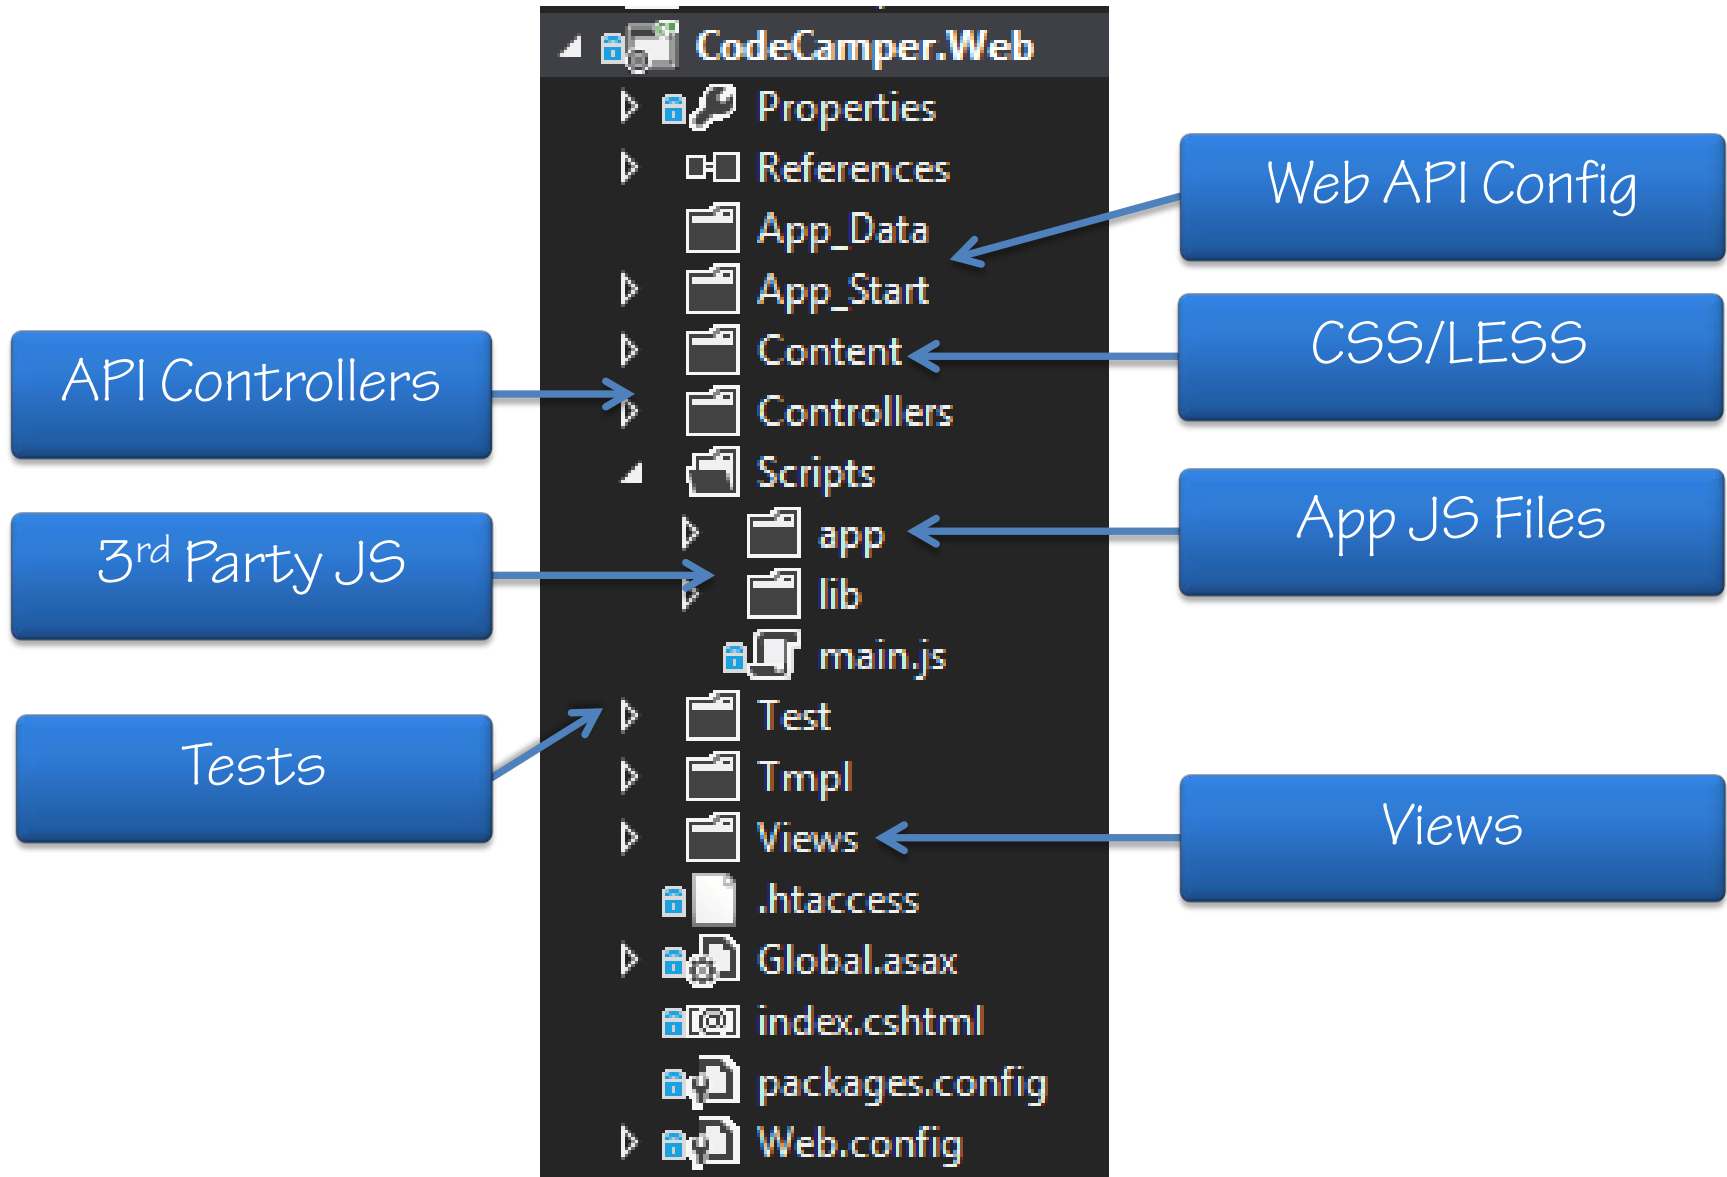 CodeCamper.Web
Properties
References
App_Data
App_Start
Content
Controllers
Scripts
app
lib
main.js
Test
Tmpl
Views
.htaccess
Global.asax
index.cshtml
packages.config
Web.config
API Controllers
3rd Party JS
Tests
Web API Config
CSS/LESS
App JS Files
Views